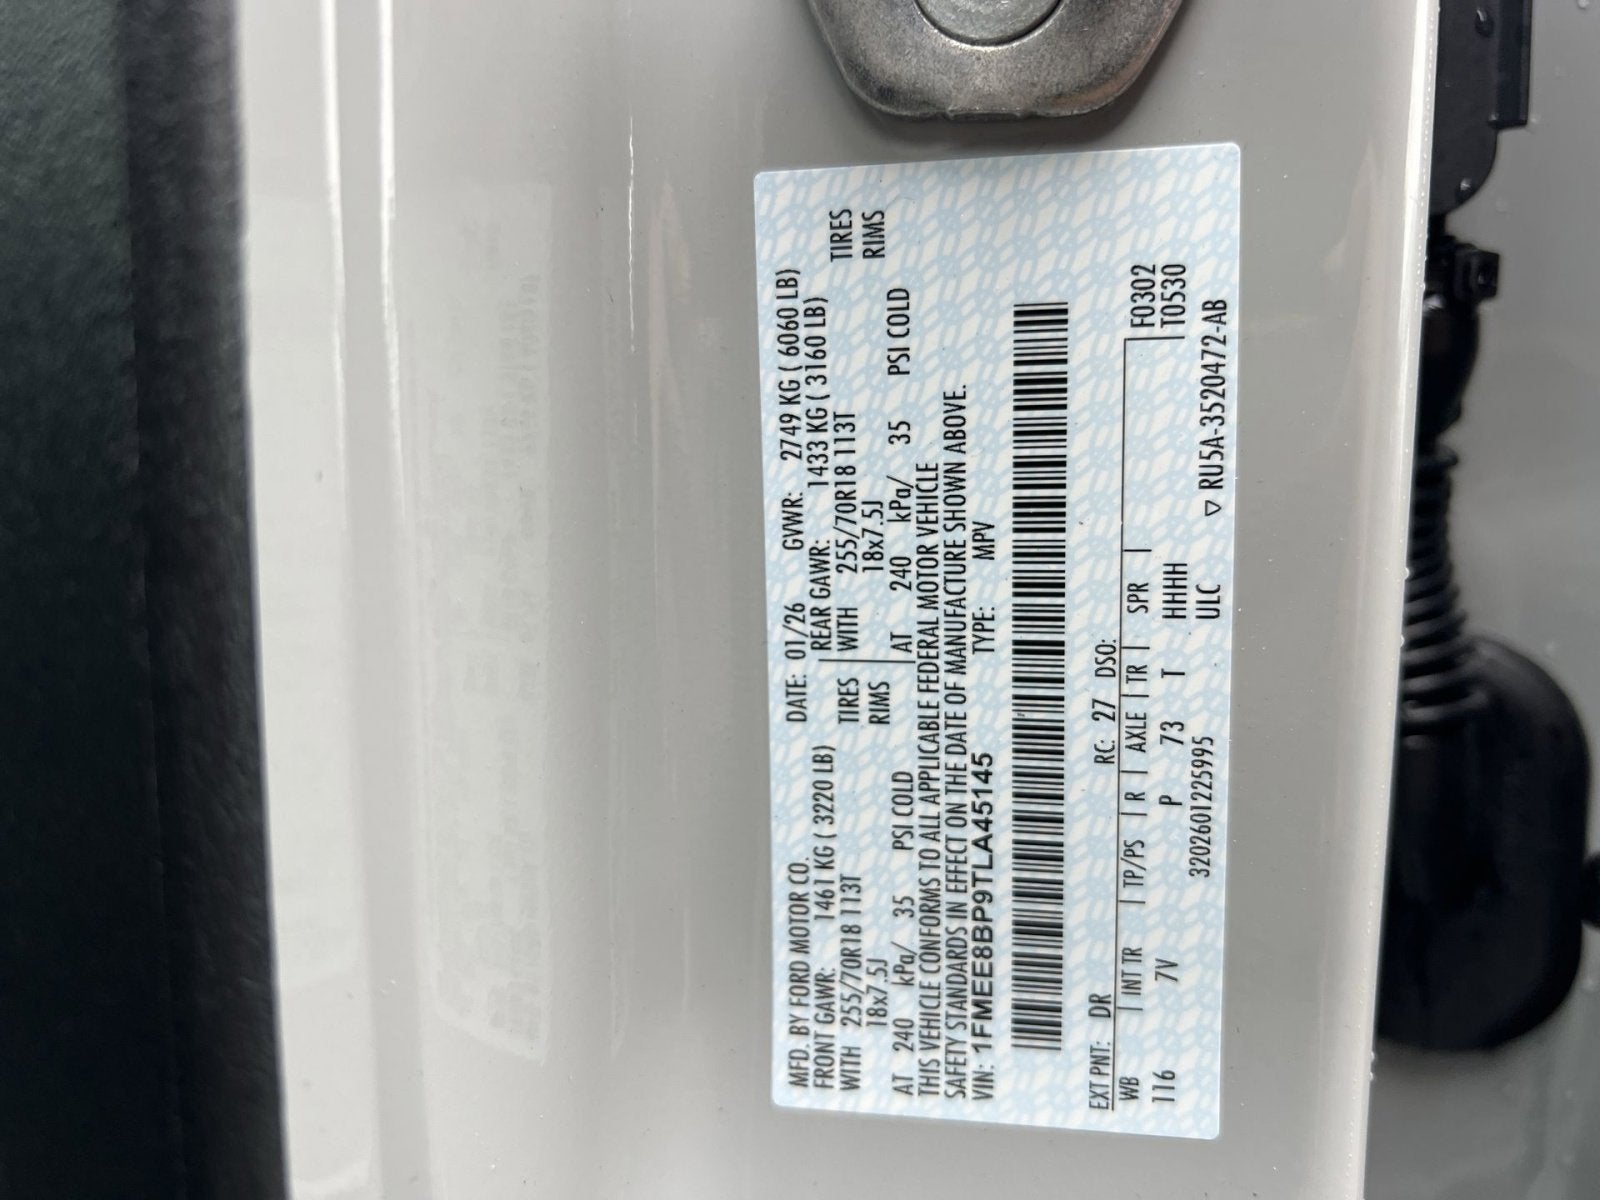 MFD. BY FORD MOTOR CO. DATE: 01/26 GVWR: 2749 KG ( 6060 LB)
FRONT GAWR: 1461 KG ( 3220 LB) REAR GAWR: 1433 KG ( 3160 LB)
WITH 255/70R18 113T TIRES WITH 255/70R18 113T TIRES
18x7.5J RIMS 18x7.5J RIMS
AT 240 kPa/ 35 PSI COLD AT 240 kPa/ 35 PSI COLD
THIS VEHICLE CONFORMS TO ALL APPLICABLE FEDERAL MOTOR VEHICLE
SAFETY STANDARDS IN EFFECT ON THE DATE OF MANUFACTURE SHOWN ABOVE.
VIN: 1FMEE8BP9TLA45145 TYPE: MPV
EXT PNT: DR RC: 27 DSO:
WB INT TR TP/PS R AXLE TR SPR F0302
116 7V P 73 T HHHH T0530
3202601225995 ULC ▽ RU5A-3520472-AB